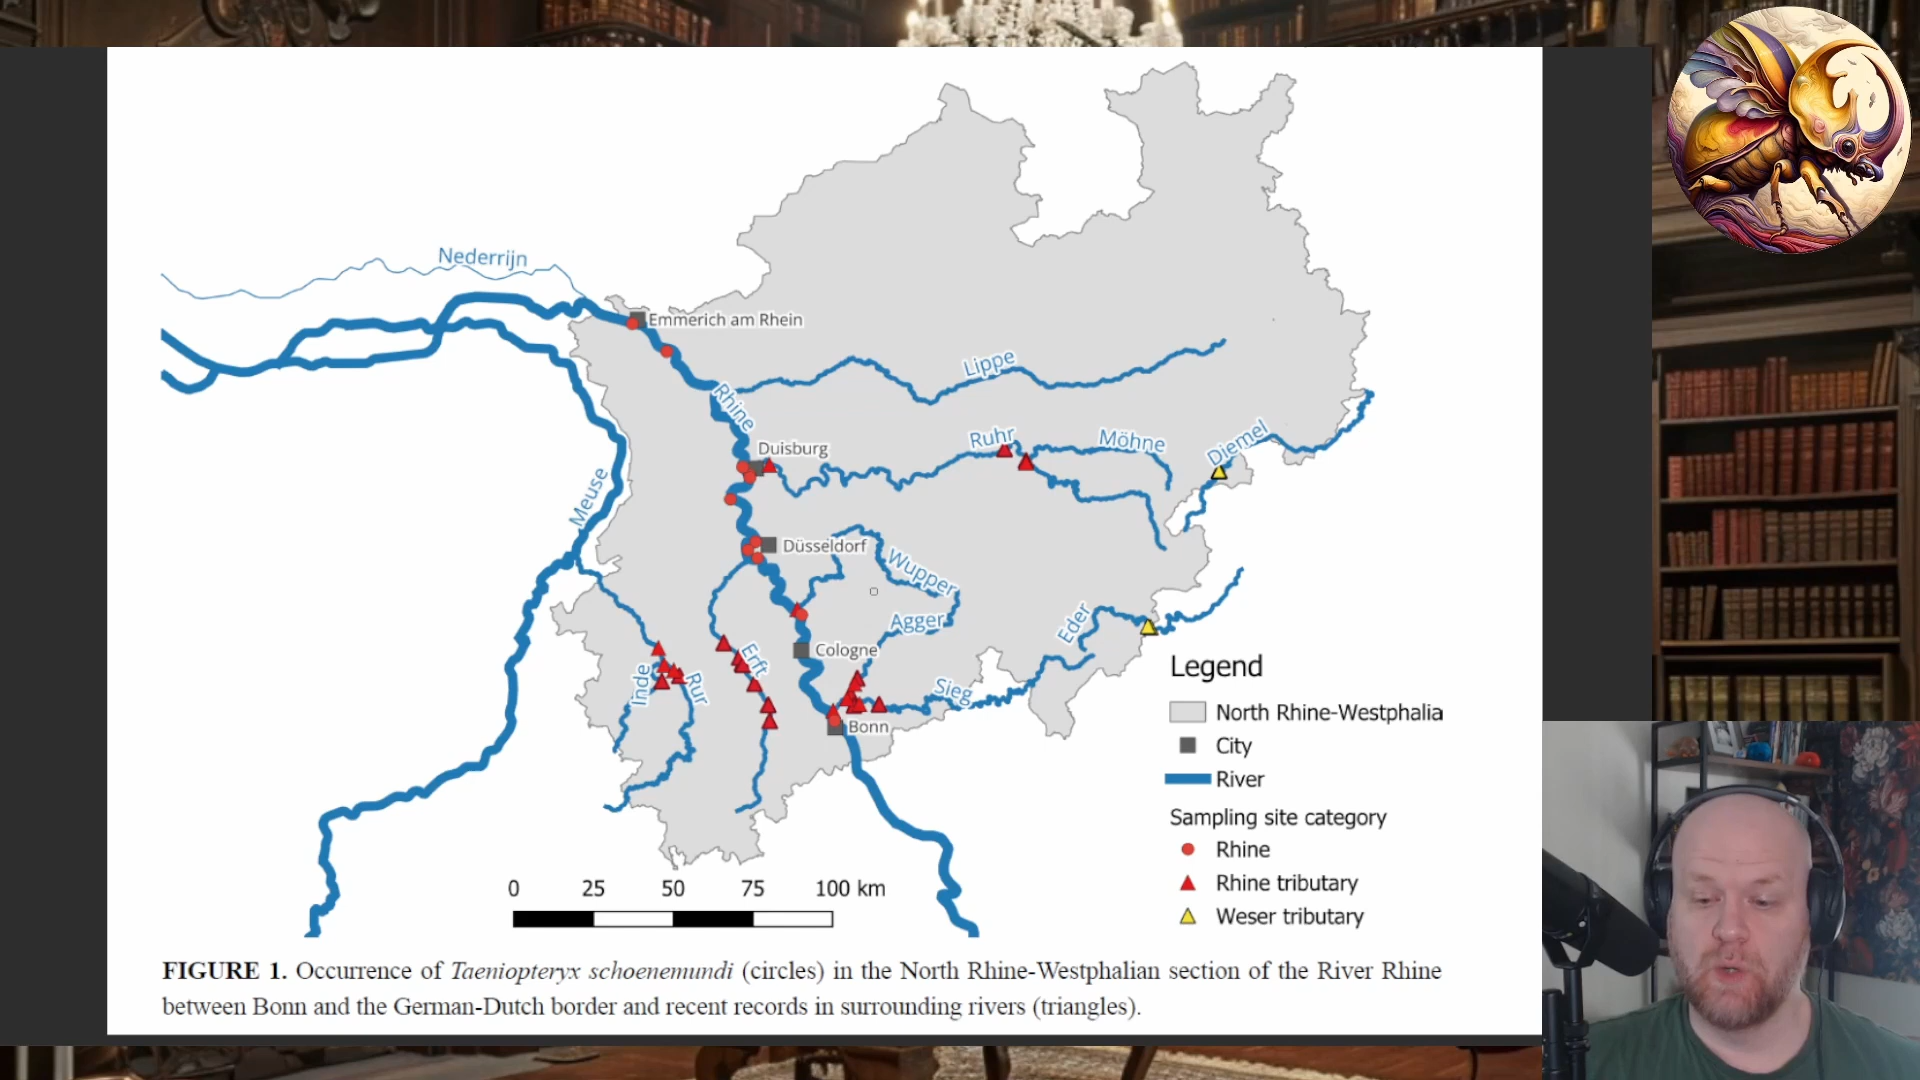 Nederrijn
Emmerich am Rhein
Lippe
Rhine
Ruhr
Möhne
Diemel
Duisburg
Meuse
Düsseldorf
Wupper
Agger
Eder
Cologne
Erft
Inde
Rur
Sieg
Bonn
Legend
North Rhine-Westphalia
City
River
Sampling site category
Rhine
Rhine tributary
Weser tributary
0 25 50 75 100 km
FIGURE 1. Occurrence of Taeniopteryx schoenemundi (circles) in the North Rhine-Westphalian section of the River Rhine
between Bonn and the German-Dutch border and recent records in surrounding rivers (triangles).